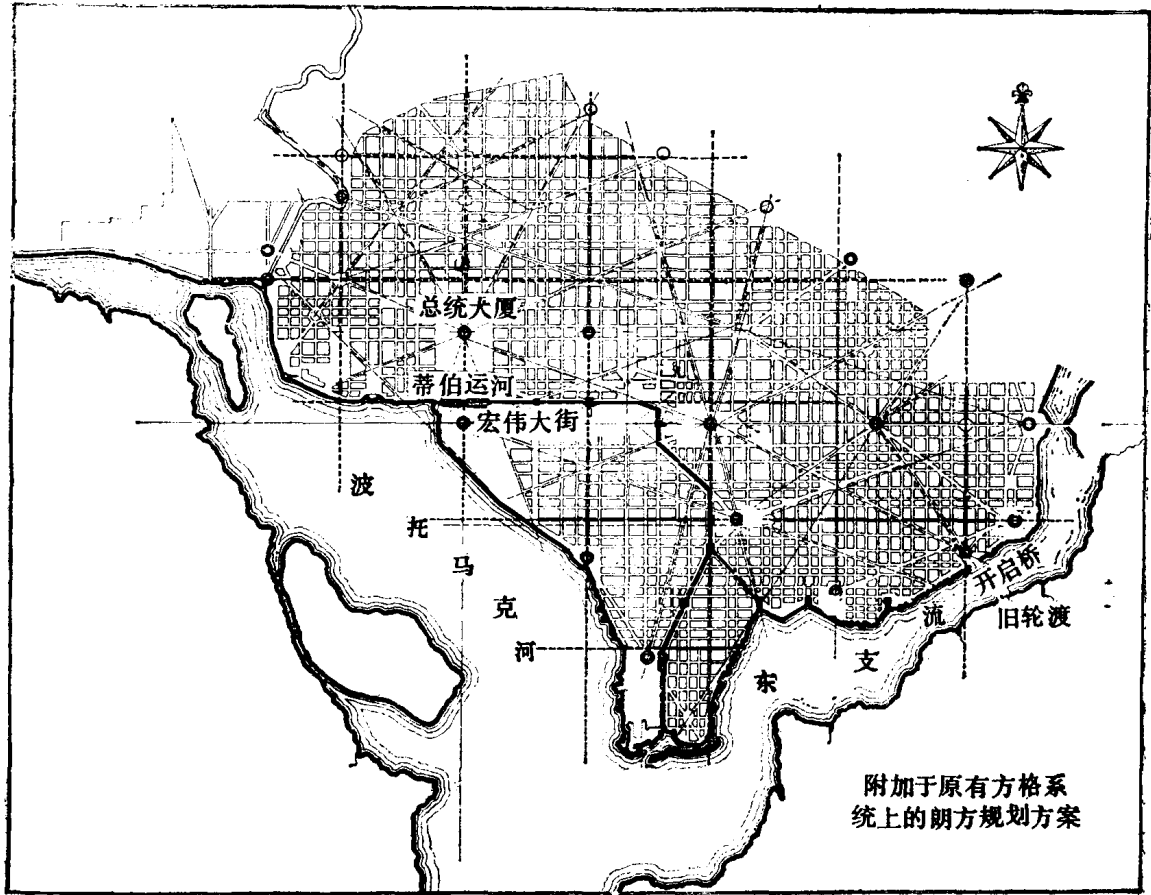 总统大厦
蒂伯运河
宏伟大街
波托马克河
开启桥
旧轮渡
东支流
附加于原有方格系
统上的朗方规划方案